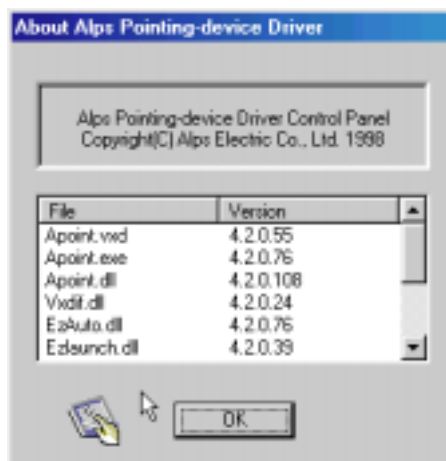 About Alps Pointing-device Driver
Alps Pointing-device Driver Control Panel
Copyright(C) Alps Electric Co., Ltd. 1998
File Version
Apoint.vxd 4.2.0.55
Apoint.exe 4.2.0.76
Apoint.dll 4.2.0.108
Vxdif.dll 4.2.0.24
EzAuto.dll 4.2.0.76
Ezlaunch.dll 4.2.0.39
OK